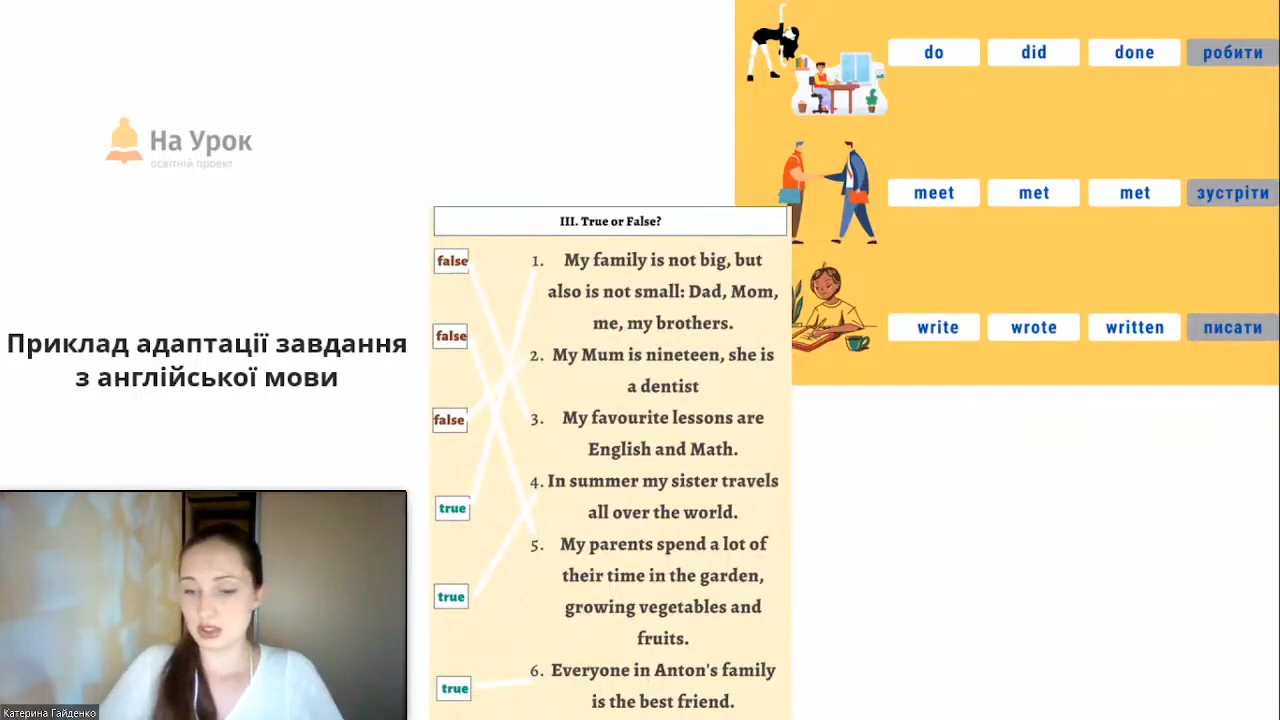 На Урок
освітній проект
Приклад адаптації завдання
з англійської мови
do did done робити
meet met met зустріти
write wrote written писати
III. True or False?
false
false
false
true
true
true
1. My family is not big, but
also is not small: Dad, Mom,
me, my brothers.
2. My Mum is nineteen, she is
a dentist
3. My favourite lessons are
English and Math.
4. In summer my sister travels
all over the world.
5. My parents spend a lot of
their time in the garden,
growing vegetables and
fruits.
6. Everyone in Anton's family
is the best friend.
Катерина Гайденко